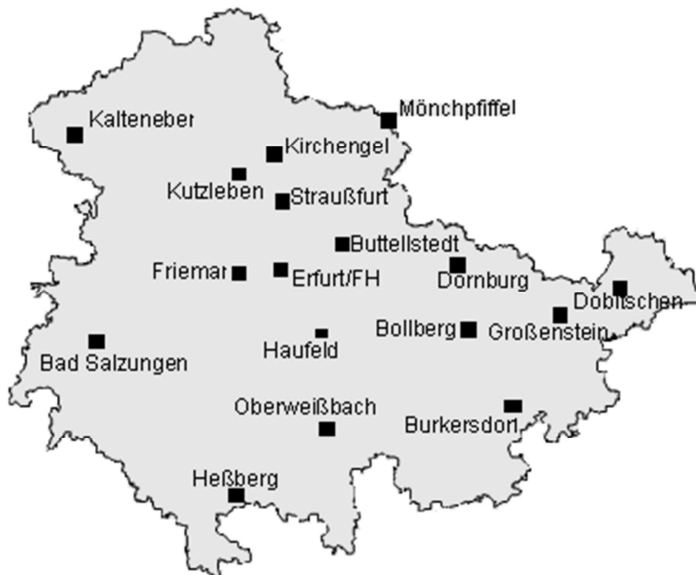 Mönchpfiffel
Kalteneber
Kirchengel
Kutzleben
Straußfurt
Buttellstedt
Friemar
Erfurt/FH
Dornburg
Dobitschen
Bollberg
Großenstein
Haufeld
Bad Salzungen
Oberweißbach
Burkersdorf
Heßberg